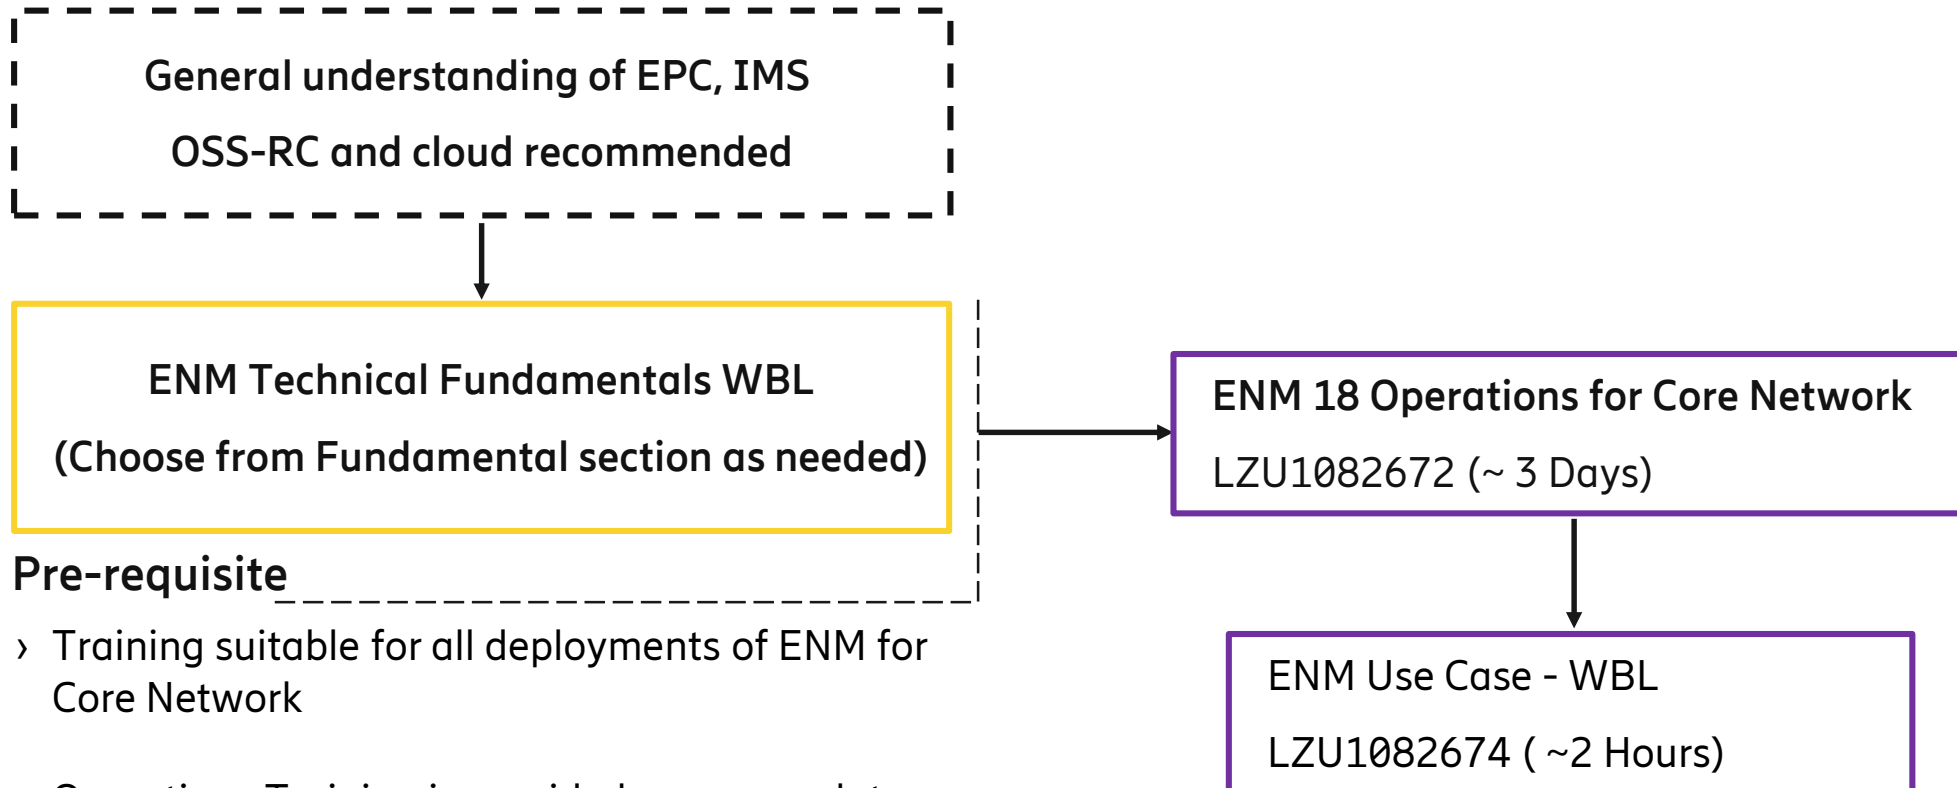 General understanding of EPC, IMS
OSS-RC and cloud recommended
ENM Technical Fundamentals WBL
(Choose from Fundamental section as needed)
Pre-requisite
› Training suitable for all deployments of ENM for
Core Network
ENM 18 Operations for Core Network
LZU1082672 (~ 3 Days)
ENM Use Case - WBL
LZU1082674 ( ~2 Hours)